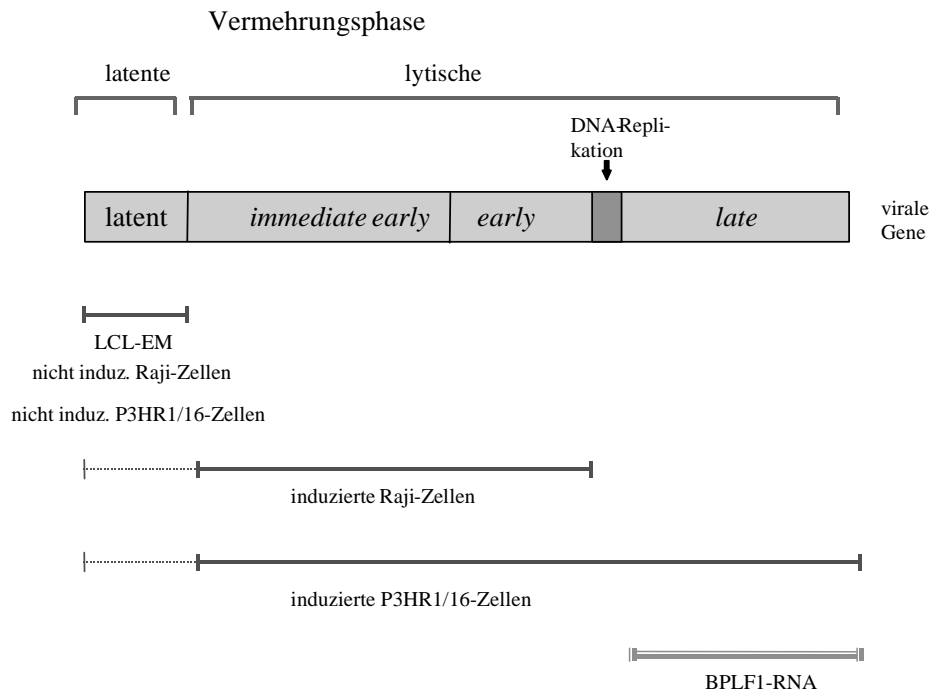 Vermehrungsphase
latente
lytische
DNA-Repli-
kation
latent
immediate early
early
late
virale
Gene
LCL-EM
nicht induz. Raji-Zellen
nicht induz. P3HR1/16-Zellen
induzierte Raji-Zellen
induzierte P3HR1/16-Zellen
BPLF1-RNA